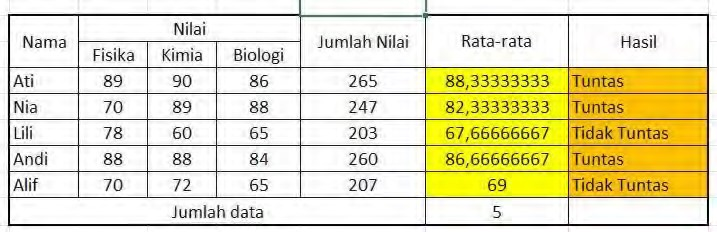 Nama Nilai Jumlah Nilai Rata-rata Hasil
Fisika Kimia Biologi
Ati 89 90 86 265 88,33333333 Tuntas
Nia 70 89 88 247 82,33333333 Tuntas
Lili 78 60 65 203 67,66666667 Tidak Tuntas
Andi 88 88 84 260 86,66666667 Tuntas
Alif 70 72 65 207 69 Tidak Tuntas
Jumlah data 5